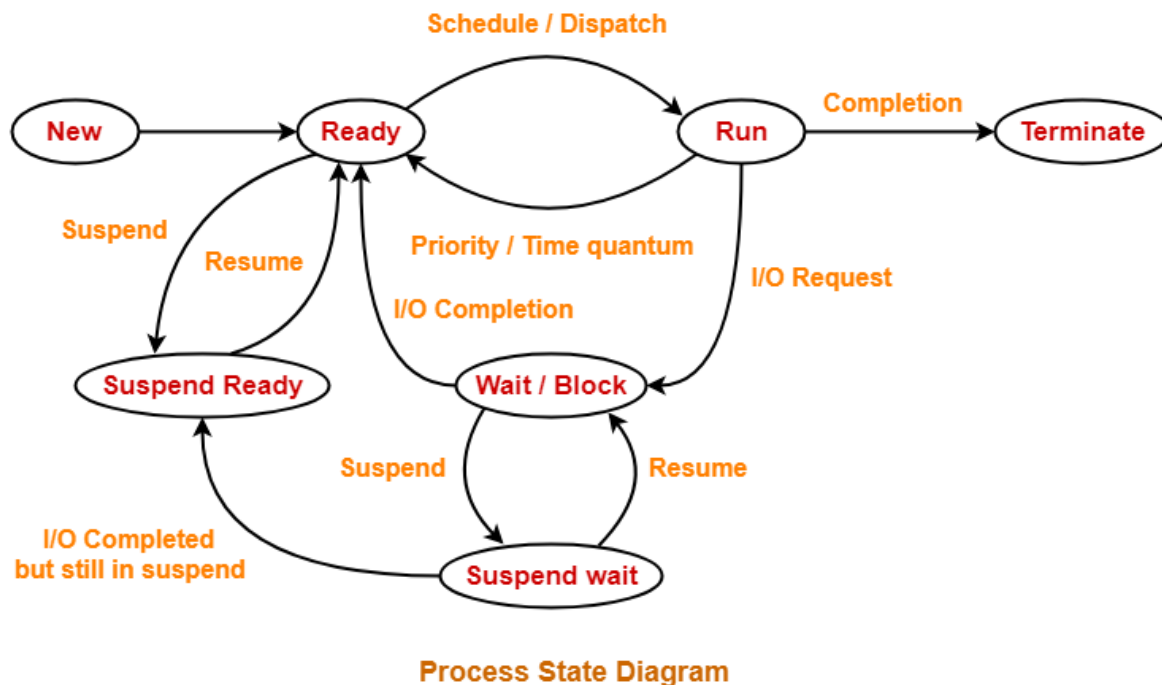 Schedule / Dispatch
New
Ready
Run
Completion
Terminate
Suspend
Resume
Priority / Time quantum
I/O Request
I/O Completion
Suspend Ready
Wait / Block
Suspend
Resume
I/O Completed
but still in suspend
Suspend wait
Process State Diagram